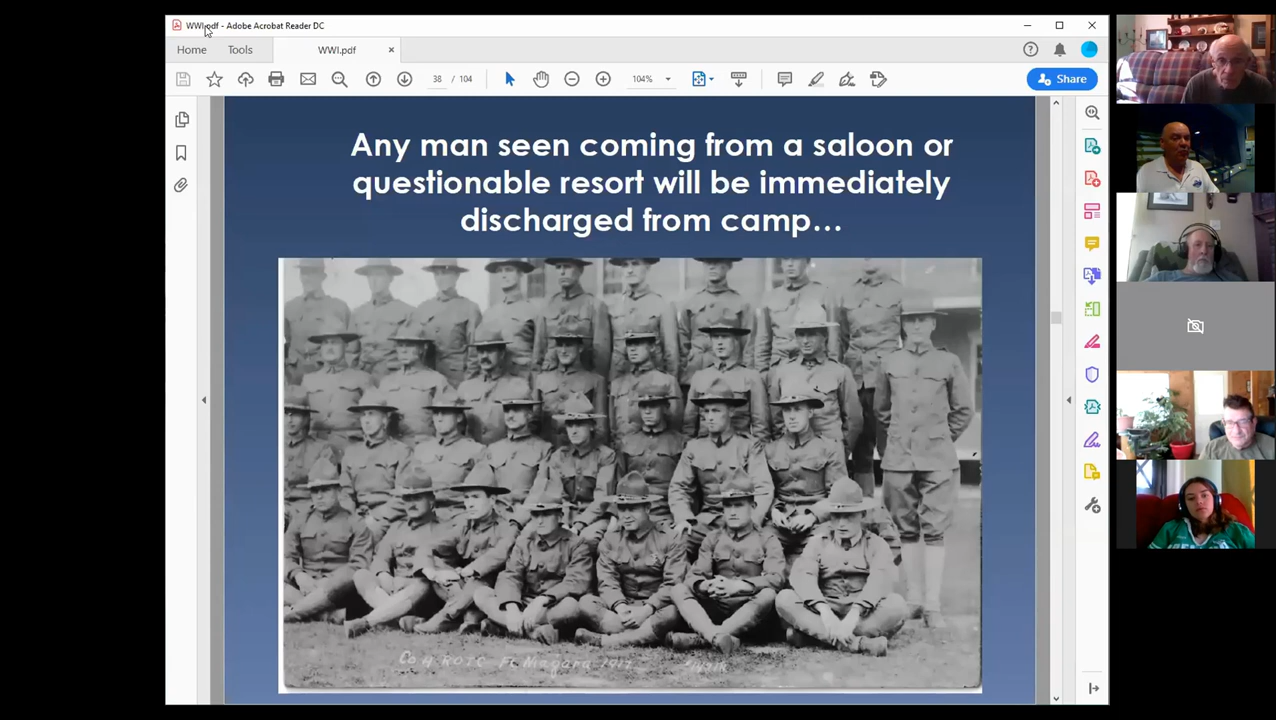 WWI.pdf - Adobe Acrobat Reader DC
Home
Tools
WWI.pdf
38 / 104
104%
Share
Any man seen coming from a saloon or
questionable resort will be immediately
discharged from camp...
Co A ROTC Ft. Niagara 1917